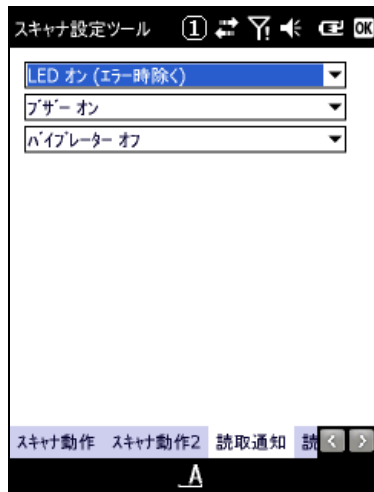 スキャナ設定ツール 1 OK
LED オン (エラー時除く)
ブザー オン
バイブレーター オフ
スキャナ動作 スキャナ動作2 読取通知 読
A